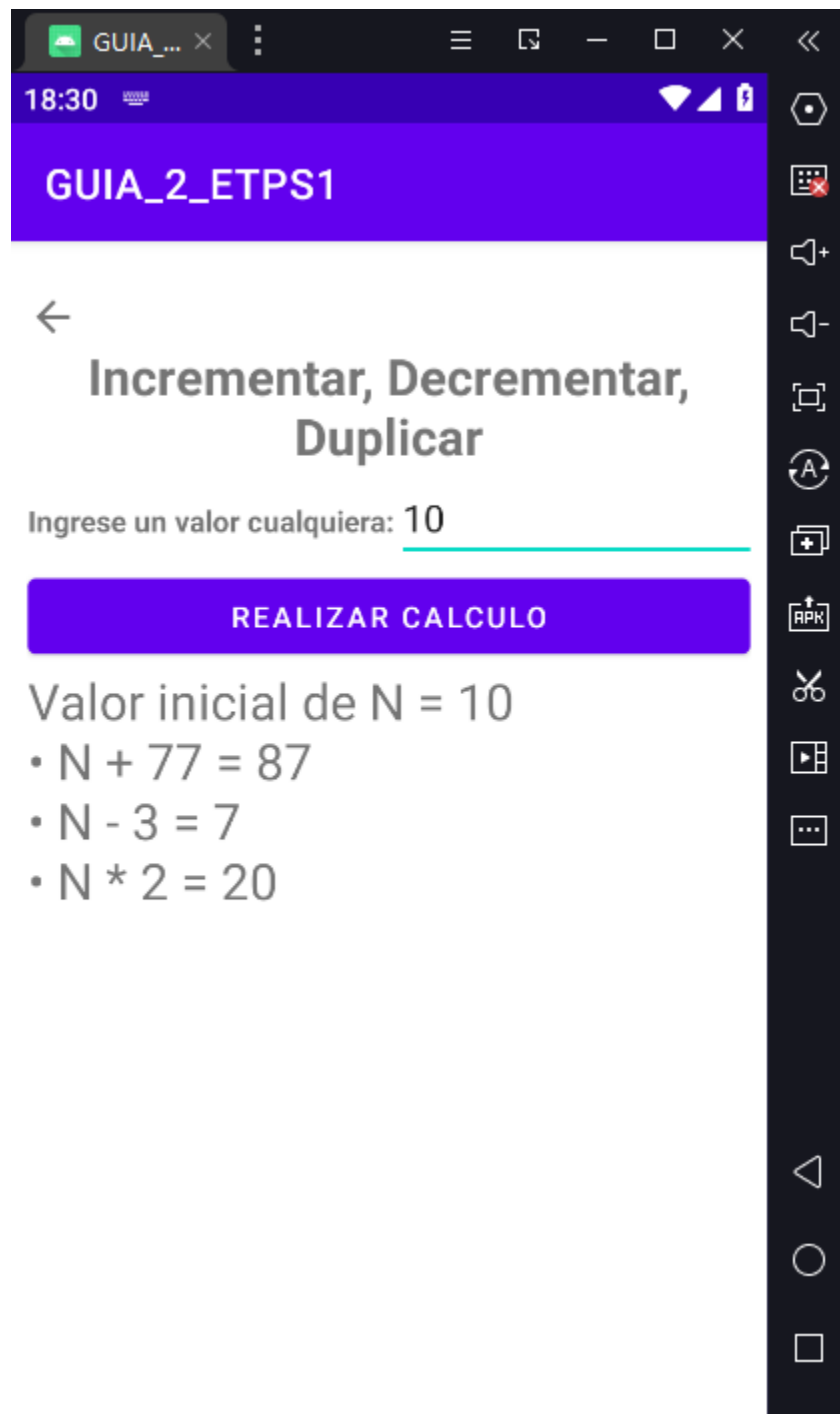 GUIA_...
18:30
GUIA_2_ETPS1
Incrementar, Decrementar,
Duplicar
Ingrese un valor cualquiera: 10
REALIZAR CALCULO
Valor inicial de N = 10
• N + 77 = 87
• N - 3 = 7
• N * 2 = 20
A
APK